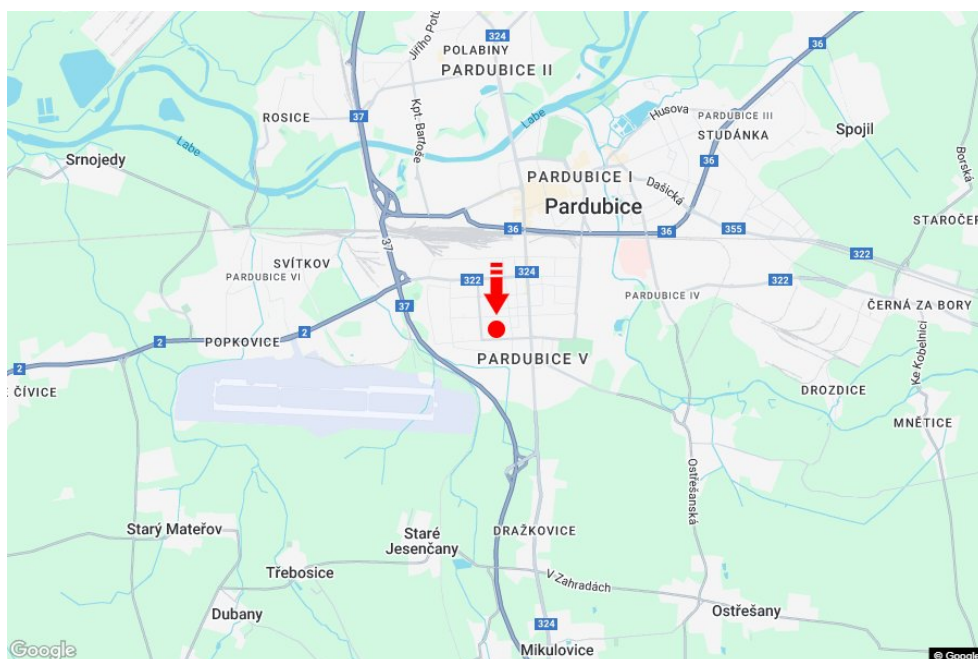 324
36
Jiřího Potů
POLABINY
PARDUBICE II
Husova
PARDUBICE III
Spojil
ROSICE
37
Kpt. Bartoše
Labe
STUDÁNKA
Labe
Srnojedy
36
Borská
PARDUBICE I
Dašická
Pardubice
STAROČER
36
36
355
322
37
SVÍTKOV
PARDUBICE VI
322
324
322
PARDUBICE IV
ČERNÁ ZA BORY
37
2
2
POPKOVICE
2
PARDUBICE V
Ke Kobelnici
E ČÍVICE
DROZDICE
MNĚTICE
Ostřešanská
Starý Mateřov
Staré
Jesenčany
DRAŽKOVICE
Třebosice
V Zahradách
Dubany
Ostřešany
324
Mikulovice
Google
© Google